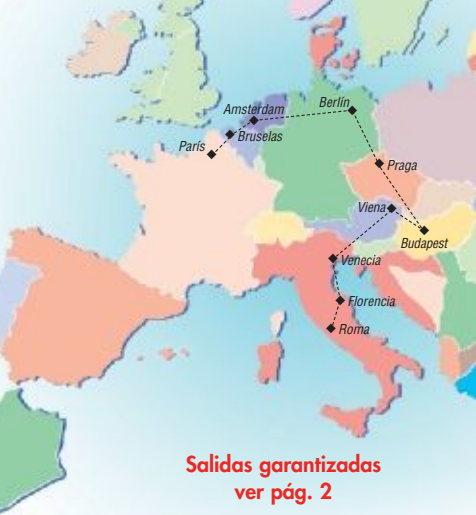 Amsterdam
Berlín
París
Bruselas
Praga
Viena
Budapest
Venecia
Florencia
Roma
Salidas garantizadas
ver pág. 2